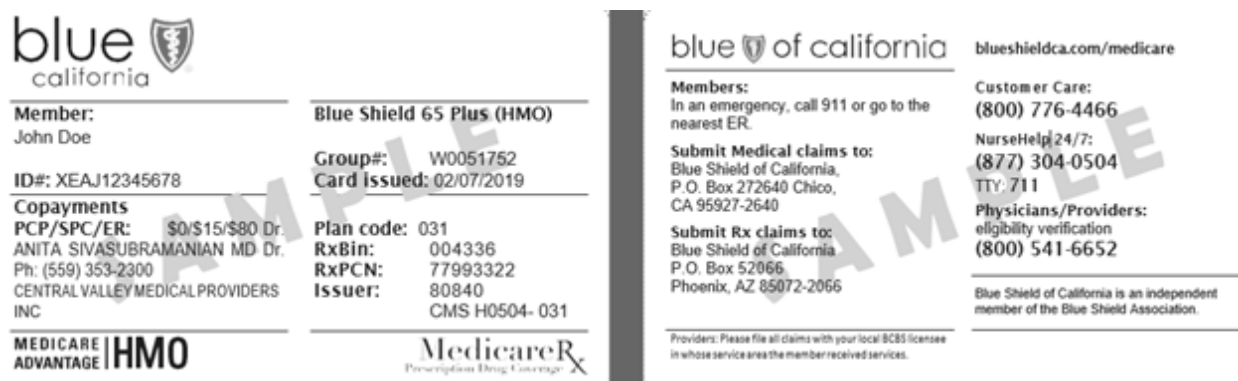 blue
california
Member:
John Doe
ID#: XEAJ12345678
Blue Shield 65 Plus (HMO)
Group#: W0051752
Card issued: 02/07/2019
Copayments
PCP/SPC/ER: $0/$15/$80 Dr.
ANITA SIVASUBRAMANIAN MD Dr.
Ph: (559) 353-2300
CENTRAL VALLEY MEDICAL PROVIDERS
INC
Plan code: 031
RxBin: 004336
RxPCN: 77993322
Issuer: 80840
CMS H0504- 031
MEDICARE
ADVANTAGE HMO
MedicareRx
Prescription Drug Coverage
SAMPLE
blue of california
Members:
In an emergency, call 911 or go to the
nearest ER.
Submit Medical claims to:
Blue Shield of California,
P.O. Box 272640 Chico,
CA 95927-2640
Submit Rx claims to:
Blue Shield of California
P.O. Box 52066
Phoenix, AZ 85072-2066
Providers: Please file all claims with your local BCBS licensee
in whose service area the member received services.
blueshieldca.com/medicare
Customer Care:
(800) 776-4466
NurseHelp 24/7:
(877) 304-0504
TTY: 711
Physicians/Providers:
eligibility verification
(800) 541-6652
Blue Shield of California is an independent
member of the Blue Shield Association.
SAMPLE